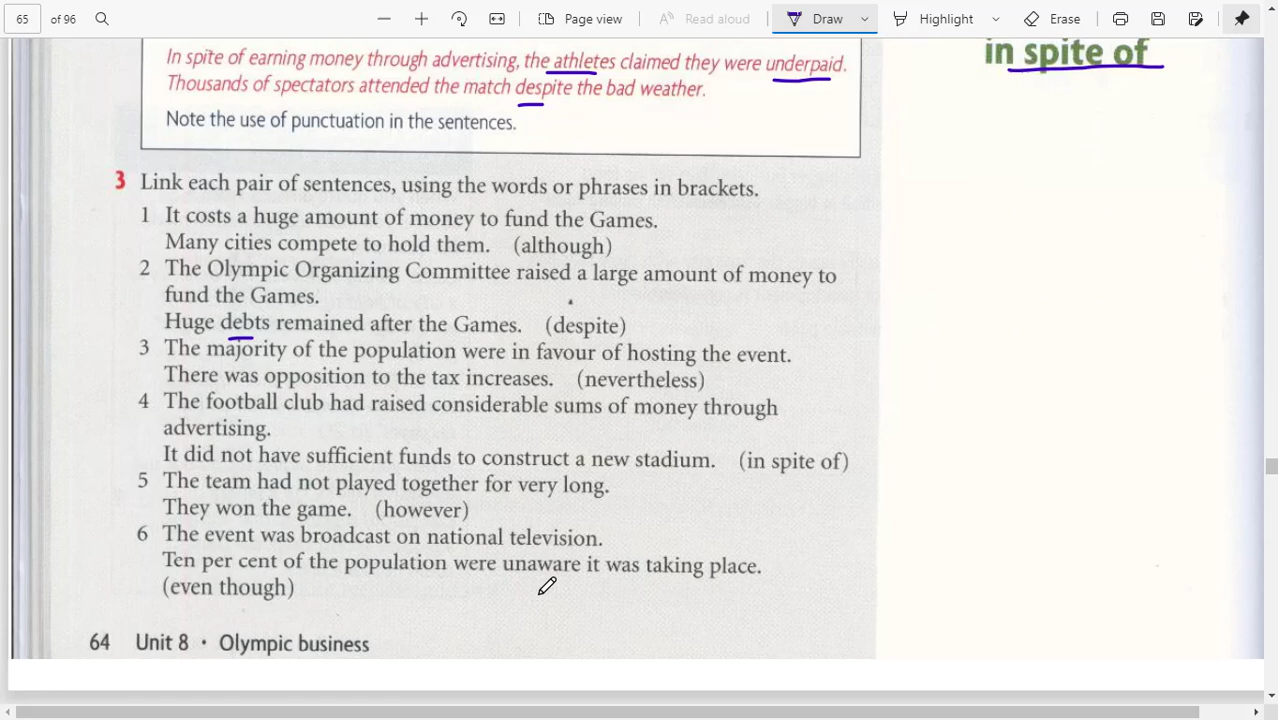 65 of 96 Page view Read aloud Draw Highlight Erase
In spite of earning money through advertising, the athletes claimed they were underpaid.
Thousands of spectators attended the match despite the bad weather.
Note the use of punctuation in the sentences.
in spite of
3 Link each pair of sentences, using the words or phrases in brackets.
1 It costs a huge amount of money to fund the Games.
Many cities compete to hold them. (although)
2 The Olympic Organizing Committee raised a large amount of money to
fund the Games.
Huge debts remained after the Games. (despite)
3 The majority of the population were in favour of hosting the event.
There was opposition to the tax increases. (nevertheless)
4 The football club had raised considerable sums of money through
advertising.
It did not have sufficient funds to construct a new stadium. (in spite of)
5 The team had not played together for very long.
They won the game. (however)
6 The event was broadcast on national television.
Ten per cent of the population were unaware it was taking place.
(even though)
64 Unit 8 • Olympic business